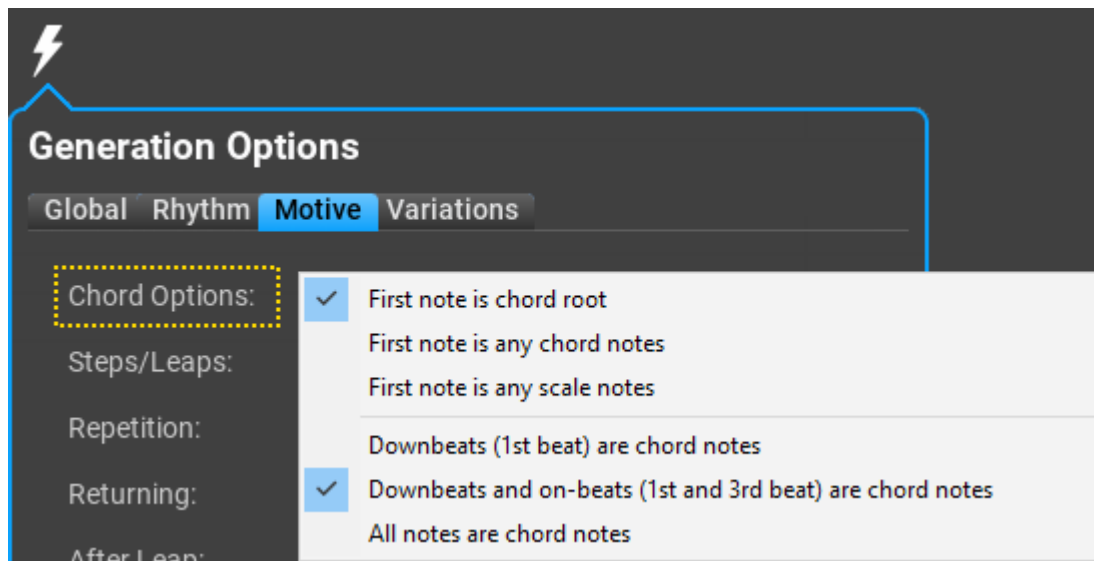 Generation Options
Global Rhythm Motive Variations
Chord Options:
First note is chord root
First note is any chord notes
Steps/Leaps:
First note is any scale notes
Repetition:
Downbeats (1st beat) are chord notes
Returning:
Downbeats and on-beats (1st and 3rd beat) are chord notes
All notes are chord notes
After Leap: